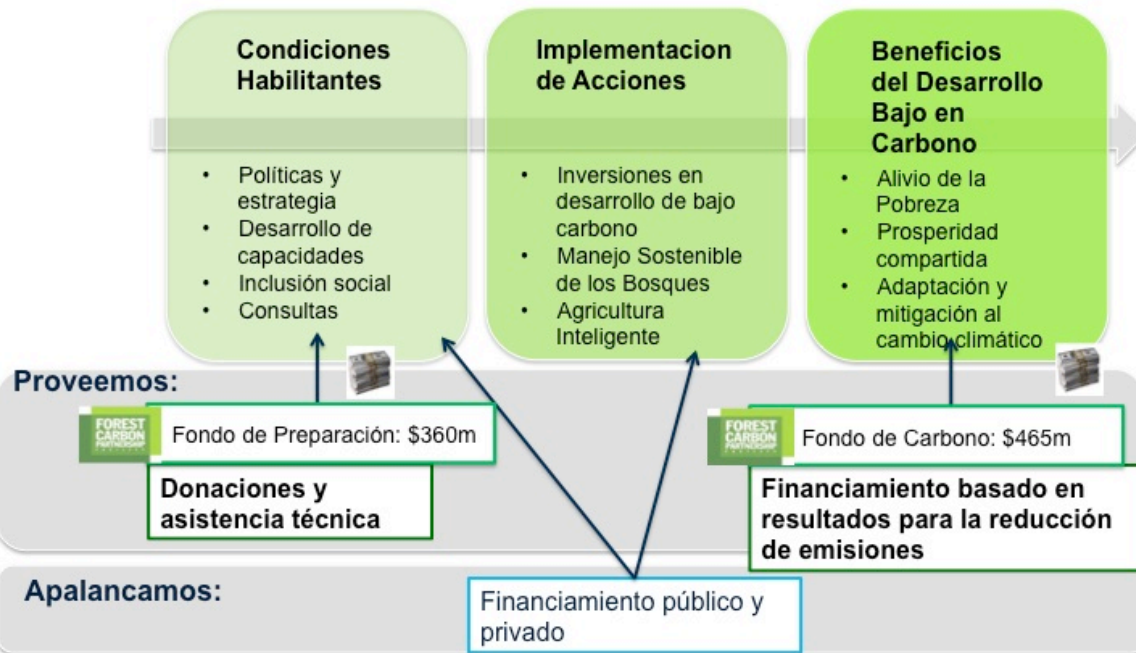 Condiciones
Habilitantes
• Políticas y
estrategia
• Desarrollo de
capacidades
• Inclusión social
• Consultas
Implementacion
de Acciones
• Inversiones en
desarrollo de bajo
carbono
• Manejo Sostenible
de los Bosques
• Agricultura
Inteligente
Beneficios
del Desarrollo
Bajo en
Carbono
• Alivio de la
Pobreza
• Prosperidad
compartida
• Adaptación y
mitigación al
cambio climático
Proveemos:
FOREST
CARBON
PARTNERSHIP
Fondo de Preparación: $360m
Donaciones y
asistencia técnica
FOREST
CARBON
PARTNERSHIP
Fondo de Carbono: $465m
Financiamiento basado en
resultados para la reducción
de emisiones
Apalancamos:
Financiamiento público y
privado